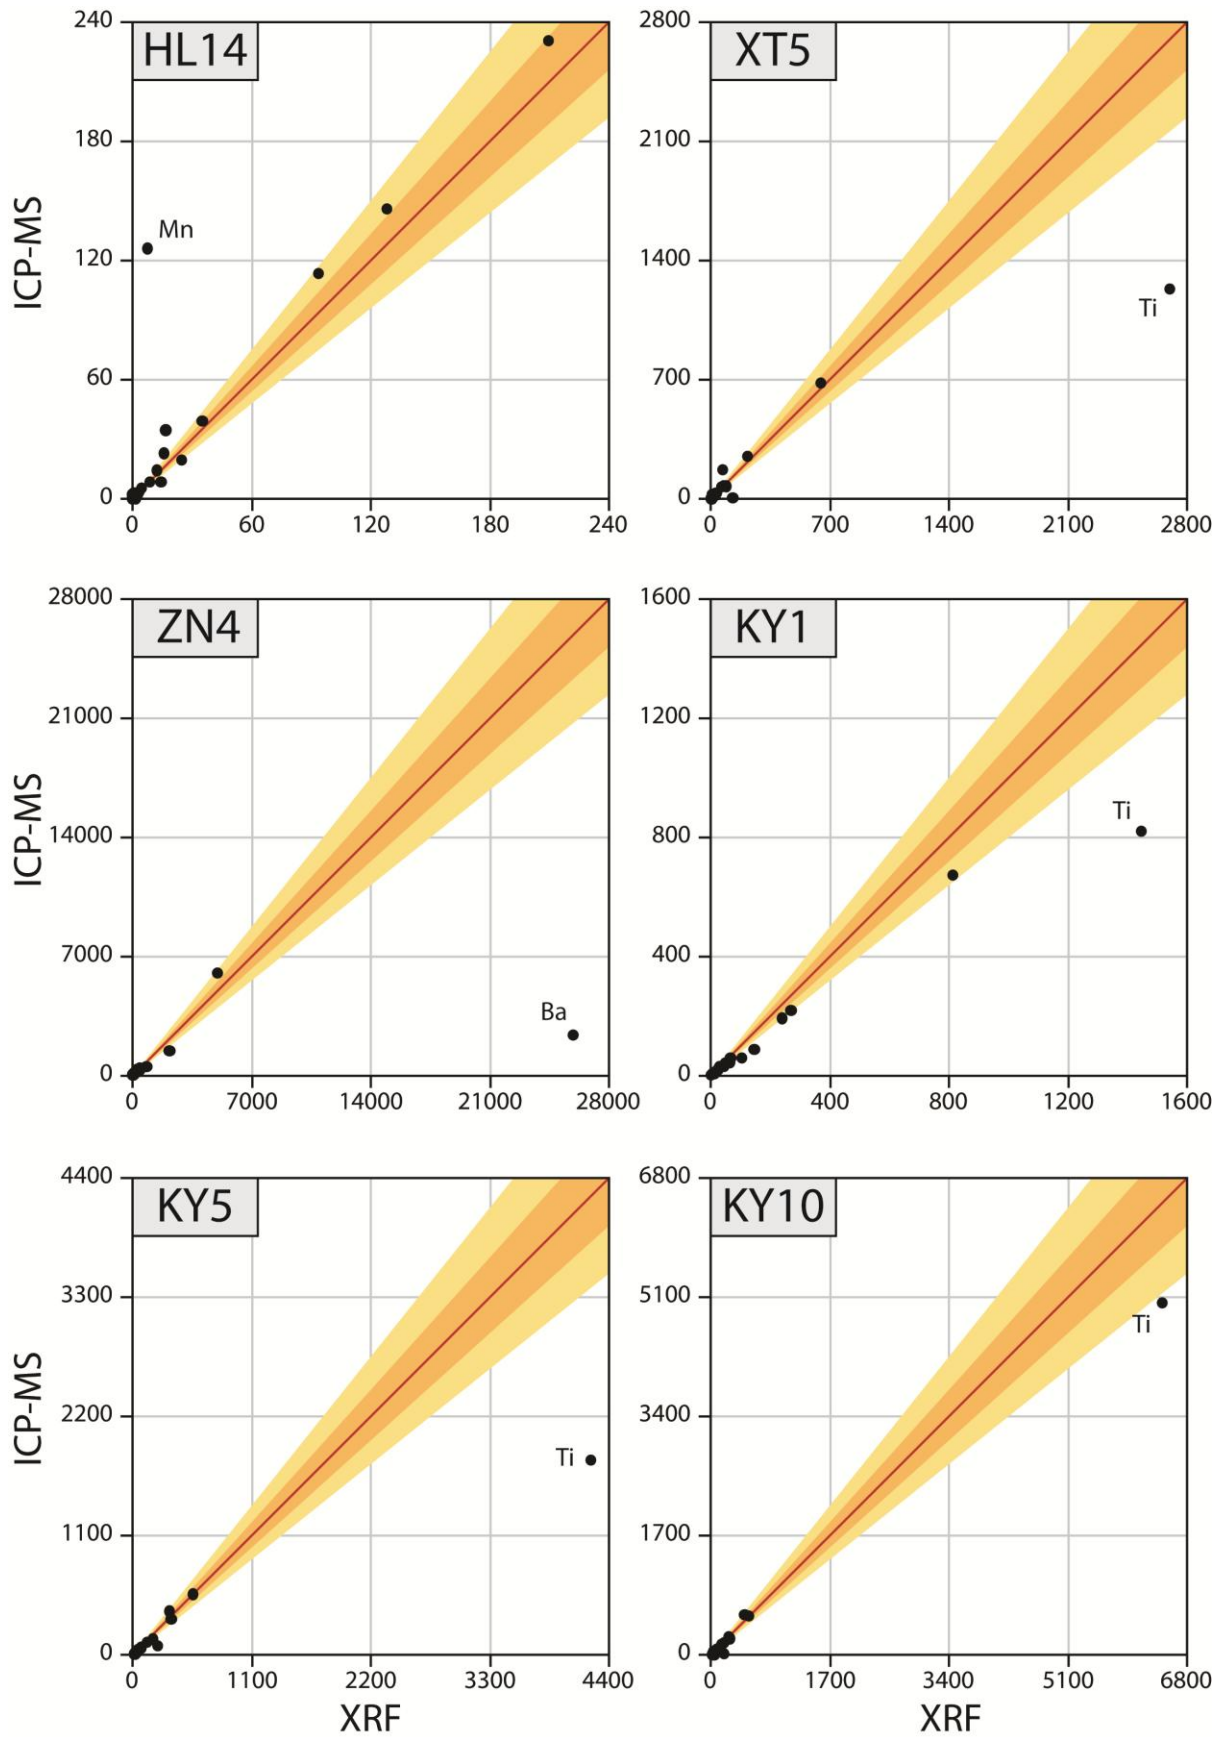 HL14
240
180
120
60
0
0 60 120 180 240
ICP-MS
Mn
XT5
2800
2100
1400
700
0
0 700 1400 2100 2800
Ti
ZN4
28000
21000
14000
7000
0
0 7000 14000 21000 28000
ICP-MS
Ba
KY1
1600
1200
800
400
0
0 400 800 1200 1600
Ti
KY5
4400
3300
2200
1100
0
0 1100 2200 3300 4400
ICP-MS
Ti
XRF
KY10
6800
5100
3400
1700
0
0 1700 3400 5100 6800
Ti
XRF